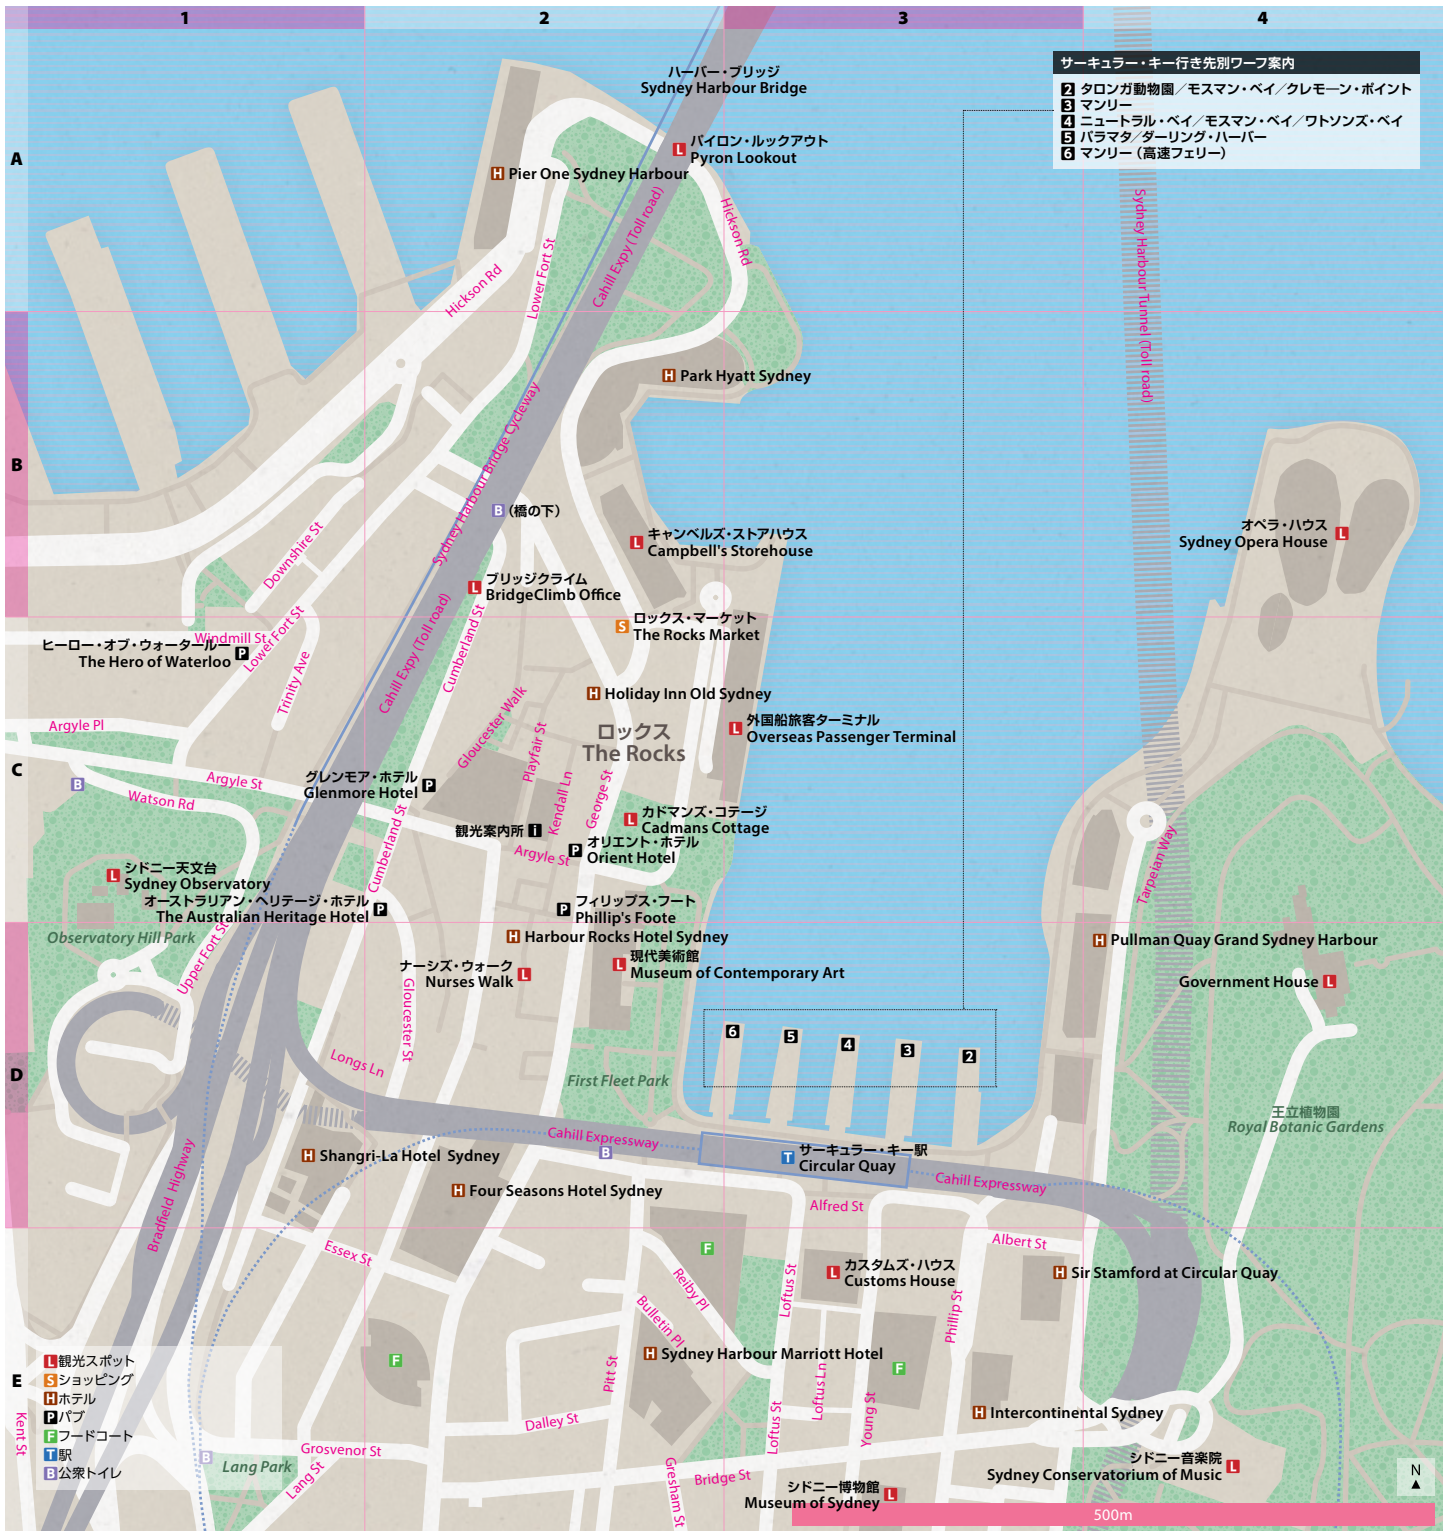 1
2
3
4
A
B
C
D
E
サーキュラー・キー行き先別ワーフ案内
2 タロンガ動物園／モスマン・ベイ／クレモーン・ポイント
3 マンリー
4 ニュートラル・ベイ／モスマン・ベイ／ワトソンズ・ベイ
5 パラマタ／ダーリング・ハーバー
6 マンリー（高速フェリー）
ハーバー・ブリッジ
Sydney Harbour Bridge
L パイロン・ルックアウト
Pyron Lookout
H Pier One Sydney Harbour
Hickson Rd
Cahill Expy (Toll road)
Lower Fort St
Hickson Rd
Sydney Harbour Tunnel (Toll road)
H Park Hyatt Sydney
Sydney Harbour Bridge Cycleway
B （橋の下）
L キャンベルズ・ストアハウス
Campbell's Storehouse
オペラ・ハウス L
Sydney Opera House
Downshire St
L ブリッジクライム
BridgeClimb Office
S ロックス・マーケット
The Rocks Market
Windmill St
Lower Fort St
ヒーロー・オブ・ウォータールー
The Hero of Waterloo P
Trinity Ave
Cahill Expy (Toll road)
Cumberland St
H Holiday Inn Old Sydney
Argyle Pl
Gloucester Walk
Playfair St
ロックス
The Rocks
L 外国船旅客ターミナル
Overseas Passenger Terminal
B
Argyle St
Watson Rd
グレンモア・ホテル P
Glenmore Hotel
Kendall Ln
George St
L カドマンズ・コテージ
Cadmans Cottage
観光案内所 i
Argyle St
P オリエント・ホテル
Orient Hotel
Cumberland St
Tarpeian Way
L シドニー天文台
Sydney Observatory
オーストラリアン・ヘリテージ・ホテル
The Australian Heritage Hotel P
P フィリップス・フート
Phillip's Foote
Observatory Hill Park
Upper Fort St
H Harbour Rocks Hotel Sydney
H Pullman Quay Grand Sydney Harbour
ナーシズ・ウォーク L
Nurses Walk
L 現代美術館
Museum of Contemporary Art
Government House L
Gloucester St
6
5
4
3
2
Longs Ln
First Fleet Park
王立植物園
Royal Botanic Gardens
Cahill Expressway
B
T サーキュラー・キー駅
Circular Quay
H Shangri-La Hotel Sydney
H Four Seasons Hotel Sydney
Cahill Expressway
Alfred St
Bradfield Highway
Essex St
F
Albert St
Reiby Pl
Loftus St
L カスタムズ・ハウス
Customs House
H Sir Stamford at Circular Quay
Bulletin Pl
Phillip St
H Sydney Harbour Marriott Hotel
F
F
Pitt St
Loftus Ln
Young St
Loftus St
Dalley St
H Intercontinental Sydney
L 観光スポット
S ショッピング
H ホテル
P パブ
F フードコート
T 駅
B 公衆トイレ
Kent St
B
Lang Park
Grosvenor St
Lang St
Gresham St
Bridge St
シドニー音楽院 L
Sydney Conservatorium of Music
シドニー博物館 L
Museum of Sydney
N
500m